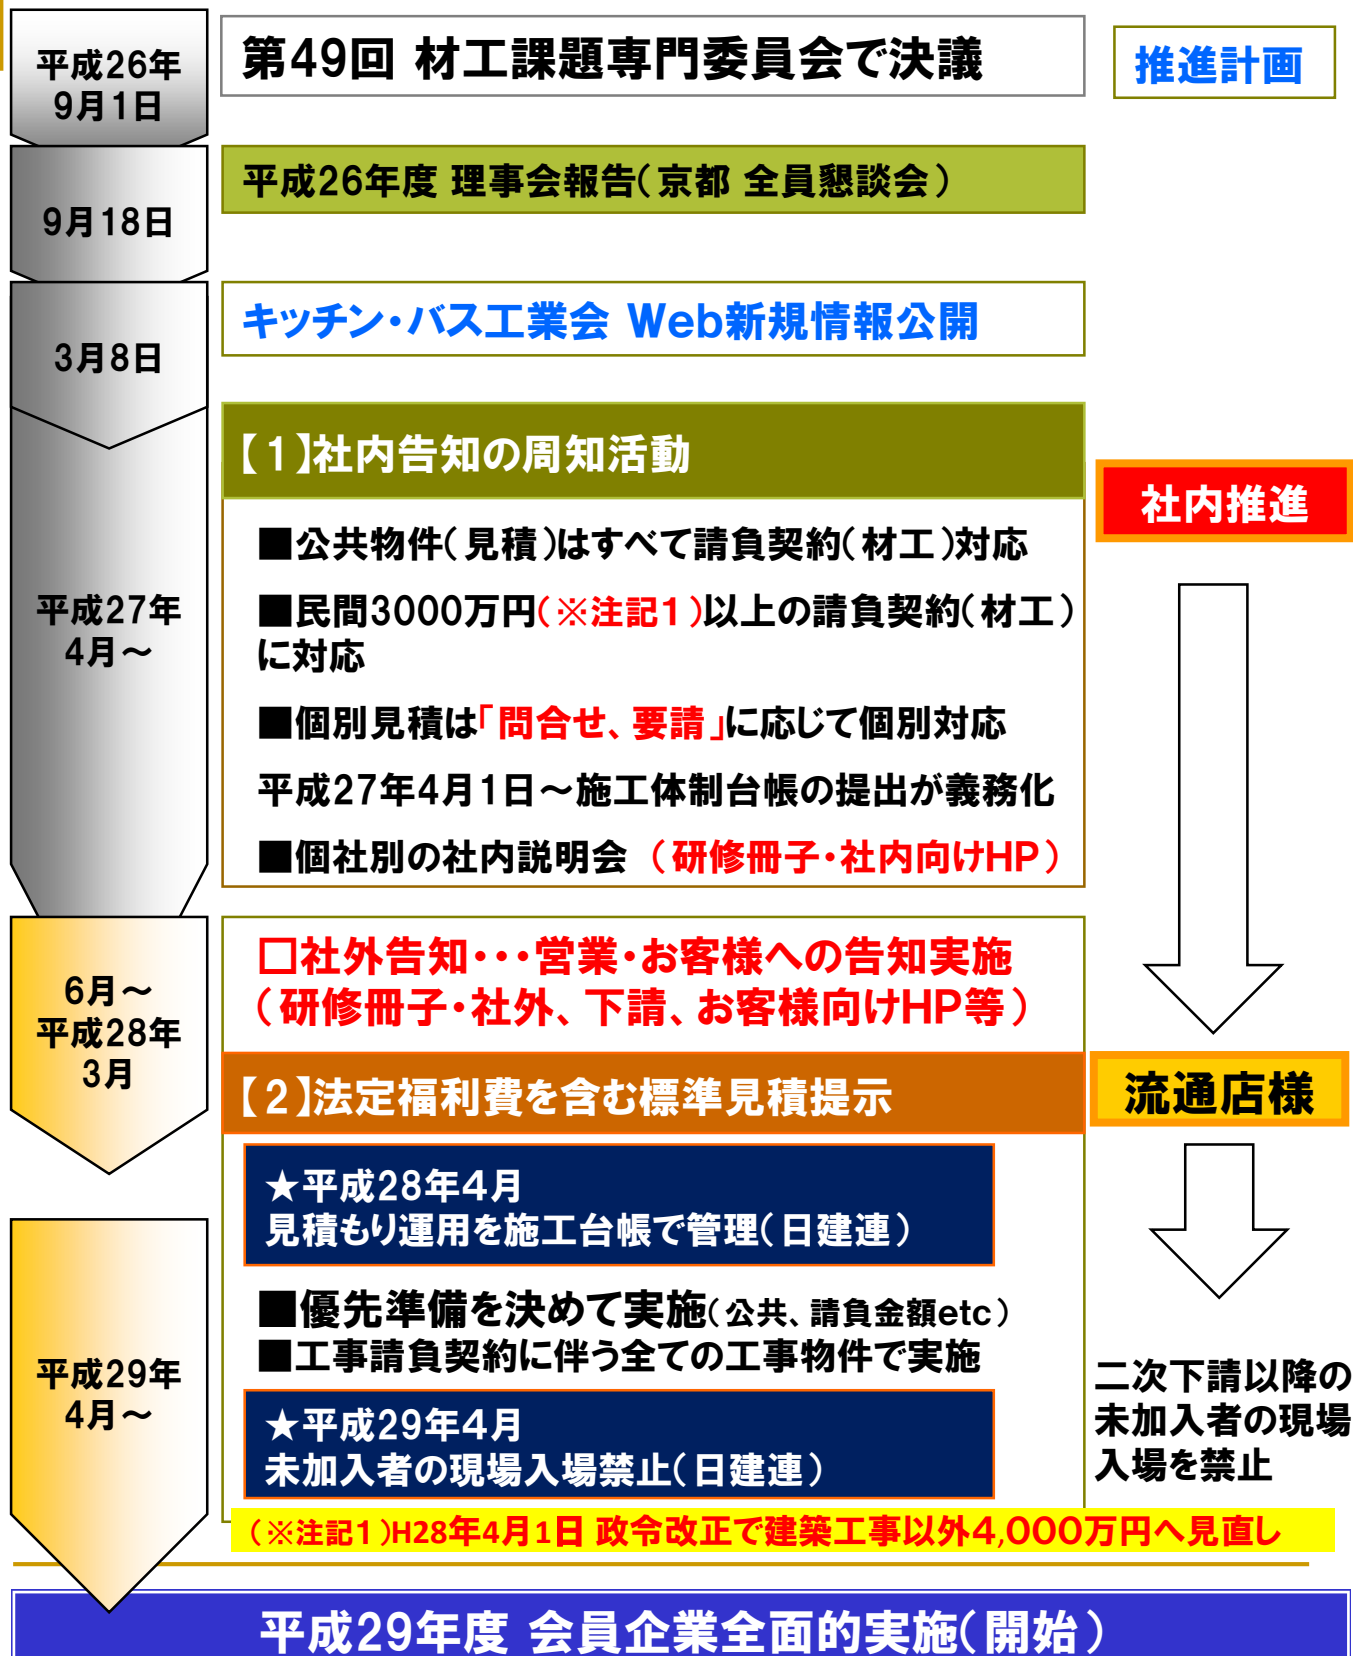 平成26年
9月1日
第49回 材工課題専門委員会で決議
推進計画
9月18日
平成26年度 理事会報告(京都 全員懇談会)
3月8日
キッチン・バス工業会 Web新規情報公開
平成27年
4月～
【1】社内告知の周知活動
■公共物件(見積)はすべて請負契約(材工)対応
■民間3000万円(※注記1)以上の請負契約(材工)
に対応
■個別見積は「問合せ、要請」に応じて個別対応
平成27年4月1日～施工体制台帳の提出が義務化
■個社別の社内説明会 (研修冊子・社内向けHP)
社内推進
6月～
平成28年
3月
□社外告知・・・営業・お客様への告知実施
(研修冊子・社外、下請、お客様向けHP等)
【2】法定福利費を含む標準見積提示
流通店様
★平成28年4月
見積もり運用を施工台帳で管理(日建連)
平成29年
4月～
■優先準備を決めて実施(公共、請負金額etc)
■工事請負契約に伴う全ての工事物件で実施
★平成29年4月
未加入者の現場入場禁止(日建連)
二次下請以降の
未加入者の現場
入場を禁止
(※注記1)H28年4月1日 政令改正で建築工事以外4,000万円へ見直し
平成29年度 会員企業全面的実施(開始)